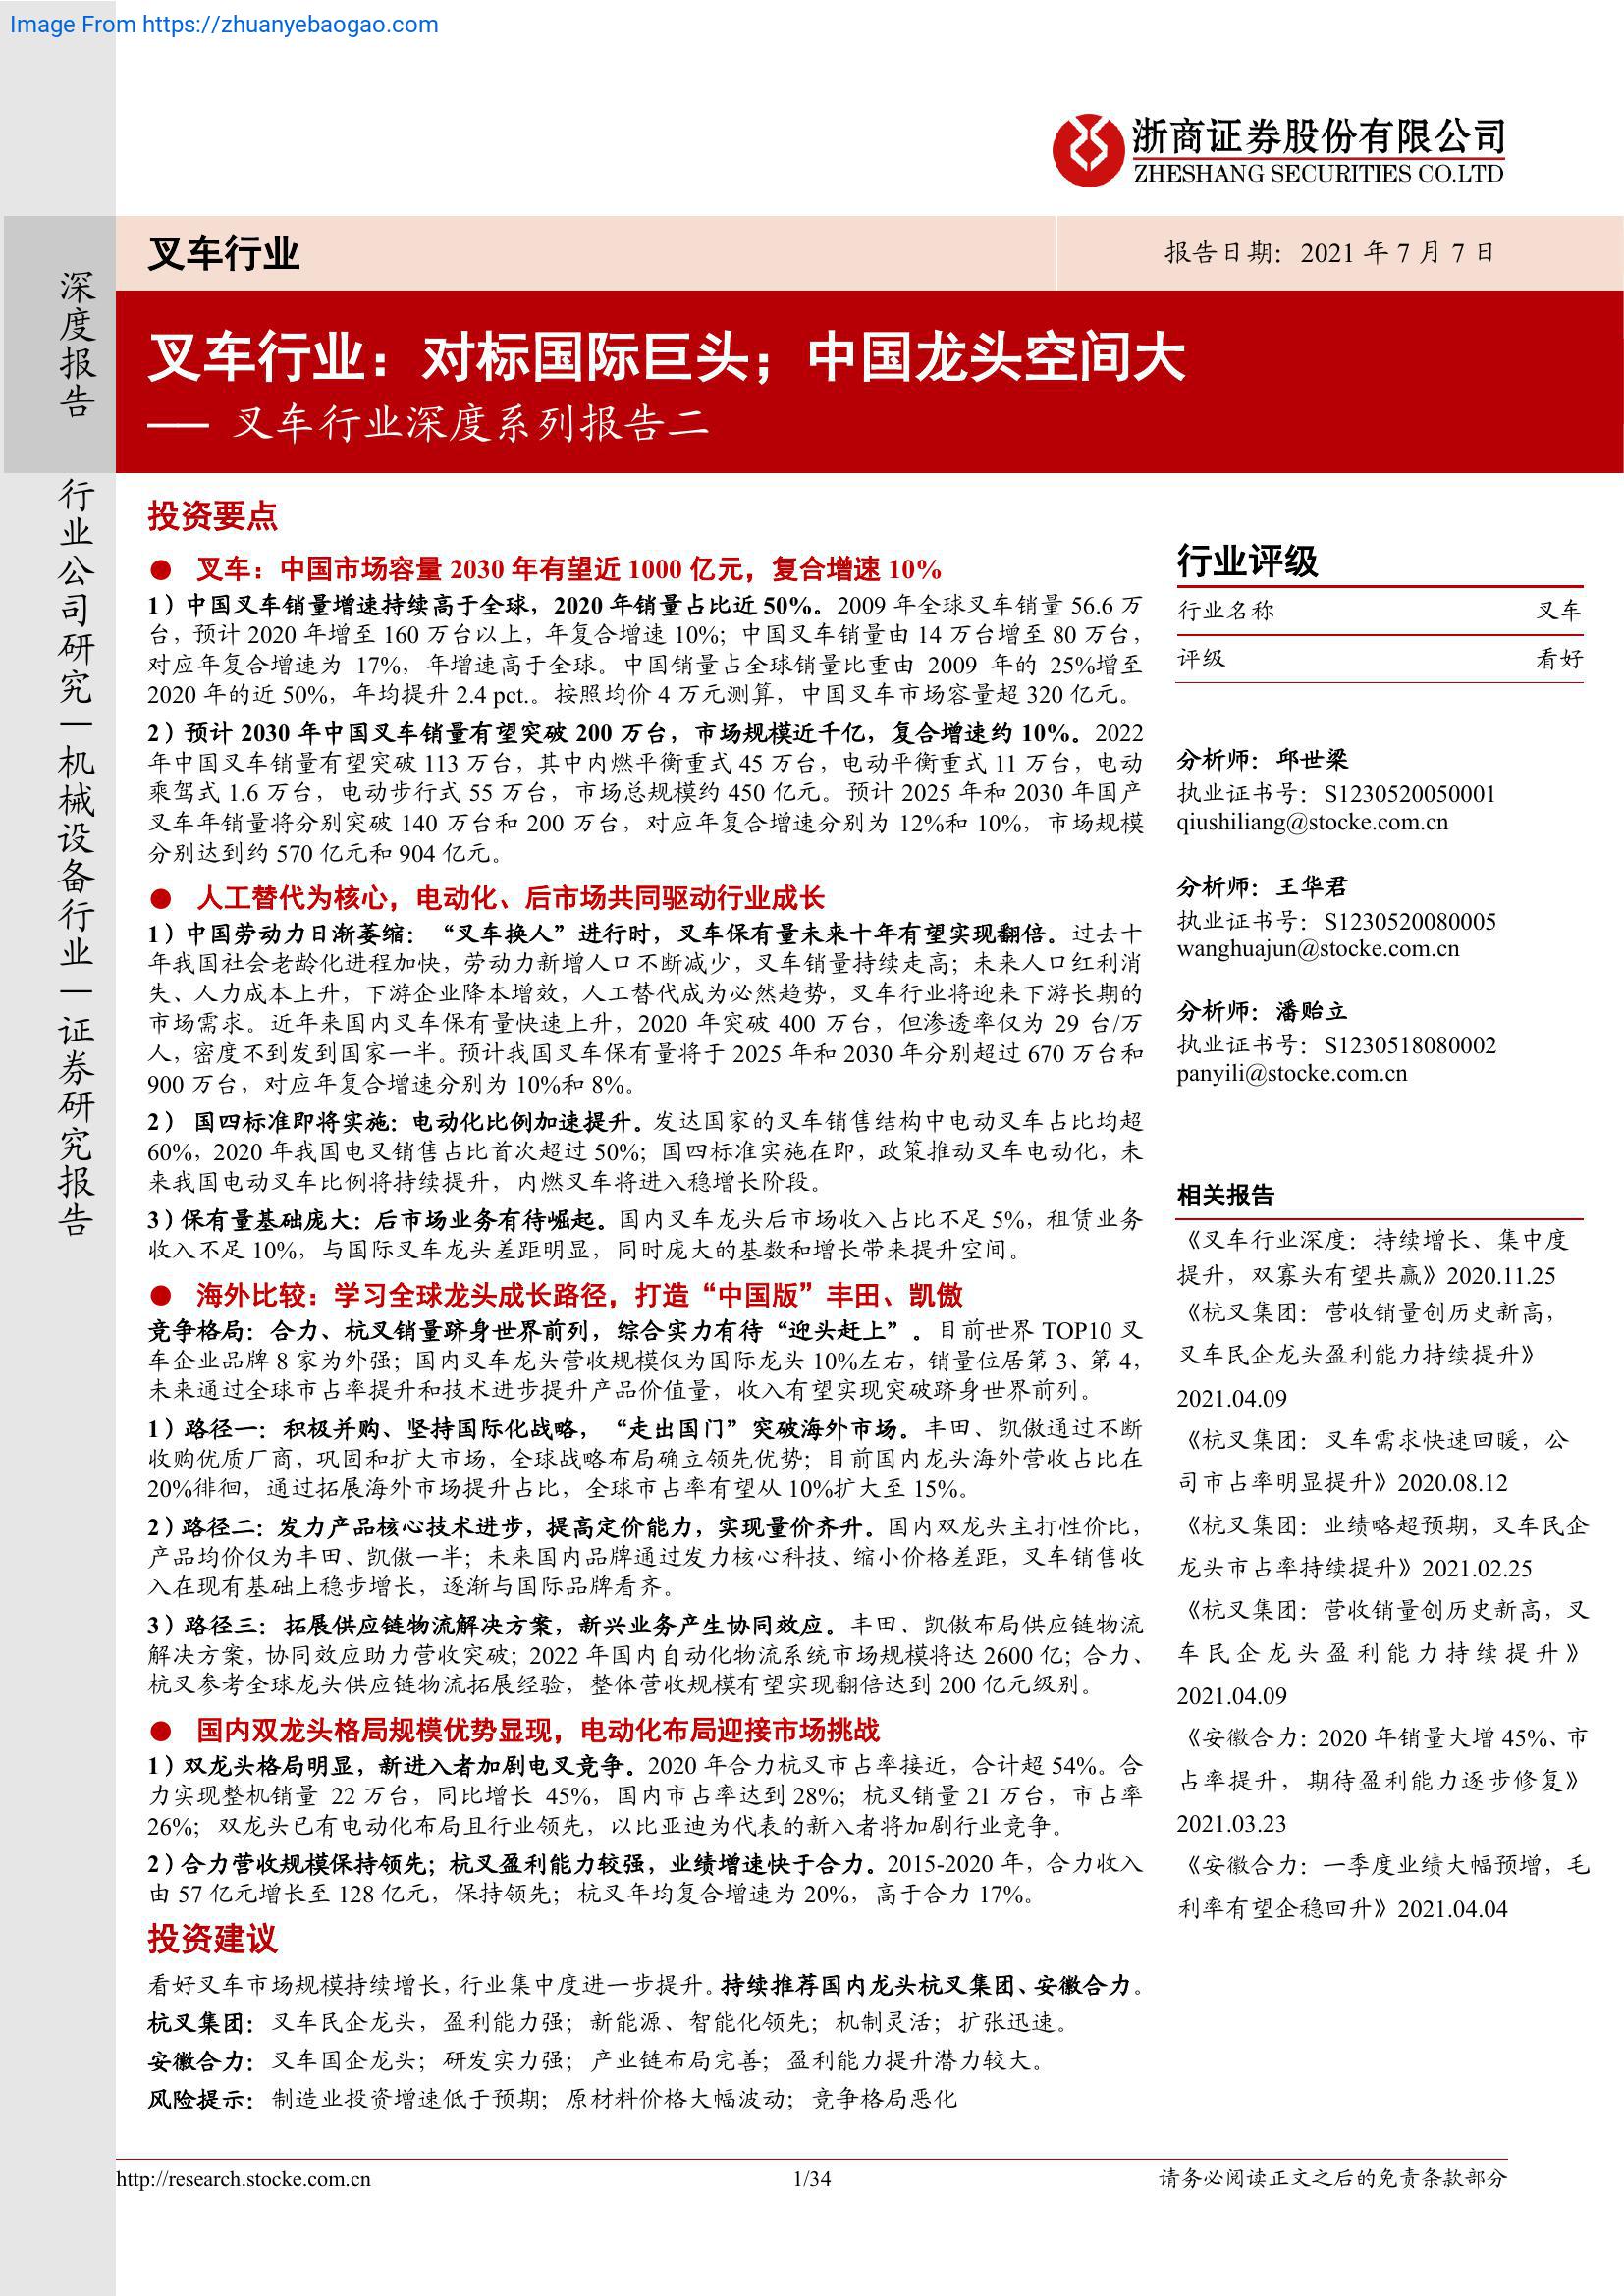 Image From https://zhuanyebaogao.com
浙商证券股份有限公司
ZHESHANG SECURITIES CO.LTD
叉车行业
报告日期：2021 年 7 月 7 日
深度报告
行业公司研究—机械设备行业—证券研究报告
叉车行业：对标国际巨头；中国龙头空间大
—— 叉车行业深度系列报告二
投资要点
● 叉车：中国市场容量 2030 年有望近 1000 亿元，复合增速 10%
1）中国叉车销量增速持续高于全球，2020 年销量占比近 50%。2009 年全球叉车销量 56.6 万
台，预计 2020 年增至 160 万台以上，年复合增速 10%；中国叉车销量由 14 万台增至 80 万台，
对应年复合增速为 17%，年增速高于全球。中国销量占全球销量比重由 2009 年的 25%增至
2020 年的近 50%，年均提升 2.4 pct.。按照均价 4 万元测算，中国叉车市场容量超 320 亿元。
2）预计 2030 年中国叉车销量有望突破 200 万台，市场规模近千亿，复合增速约 10%。2022
年中国叉车销量有望突破 113 万台，其中内燃平衡重式 45 万台，电动平衡重式 11 万台，电动
乘驾式 1.6 万台，电动步行式 55 万台，市场总规模约 450 亿元。预计 2025 年和 2030 年国产
叉车年销量将分别突破 140 万台和 200 万台，对应年复合增速分别为 12%和 10%，市场规模
分别达到约 570 亿元和 904 亿元。
● 人工替代为核心，电动化、后市场共同驱动行业成长
1）中国劳动力日渐萎缩：“叉车换人”进行时，叉车保有量未来十年有望实现翻倍。过去十
年我国社会老龄化进程加快，劳动力新增人口不断减少，叉车销量持续走高；未来人口红利消
失、人力成本上升，下游企业降本增效，人工替代成为必然趋势，叉车行业将迎来下游长期的
市场需求。近年来国内叉车保有量快速上升，2020 年突破 400 万台，但渗透率仅为 29 台/万
人，密度不到发到国家一半。预计我国叉车保有量将于 2025 年和 2030 年分别超过 670 万台和
900 万台，对应年复合增速分别为 10%和 8%。
2） 国四标准即将实施：电动化比例加速提升。发达国家的叉车销售结构中电动叉车占比均超
60%，2020 年我国电叉销售占比首次超过 50%；国四标准实施在即，政策推动叉车电动化，未
来我国电动叉车比例将持续提升，内燃叉车将进入稳增长阶段。
3）保有量基础庞大：后市场业务有待崛起。国内叉车龙头后市场收入占比不足 5%，租赁业务
收入不足 10%，与国际叉车龙头差距明显，同时庞大的基数和增长带来提升空间。
● 海外比较：学习全球龙头成长路径，打造“中国版”丰田、凯傲
竞争格局：合力、杭叉销量跻身世界前列，综合实力有待“迎头赶上”。目前世界 TOP10 叉
车企业品牌 8 家为外强；国内叉车龙头营收规模仅为国际龙头 10%左右，销量位居第 3、第 4，
未来通过全球市占率提升和技术进步提升产品价值量，收入有望实现突破跻身世界前列。
1）路径一：积极并购、坚持国际化战略，“走出国门”突破海外市场。丰田、凯傲通过不断
收购优质厂商，巩固和扩大市场，全球战略布局确立领先优势；目前国内龙头海外营收占比在
20%徘徊，通过拓展海外市场提升占比，全球市占率有望从 10%扩大至 15%。
2）路径二：发力产品核心技术进步，提高定价能力，实现量价齐升。国内双龙头主打性价比，
产品均价仅为丰田、凯傲一半；未来国内品牌通过发力核心科技、缩小价格差距，叉车销售收
入在现有基础上稳步增长，逐渐与国际品牌看齐。
3）路径三：拓展供应链物流解决方案，新兴业务产生协同效应。丰田、凯傲布局供应链物流
解决方案，协同效应助力营收突破；2022 年国内自动化物流系统市场规模将达 2600 亿；合力、
杭叉参考全球龙头供应链物流拓展经验，整体营收规模有望实现翻倍达到 200 亿元级别。
● 国内双龙头格局规模优势显现，电动化布局迎接市场挑战
1）双龙头格局明显，新进入者加剧电叉竞争。2020 年合力杭叉市占率接近，合计超 54%。合
力实现整机销量 22 万台，同比增长 45%，国内市占率达到 28%；杭叉销量 21 万台，市占率
26%；双龙头已有电动化布局且行业领先，以比亚迪为代表的新入者将加剧行业竞争。
2）合力营收规模保持领先；杭叉盈利能力较强，业绩增速快于合力。2015-2020 年，合力收入
由 57 亿元增长至 128 亿元，保持领先；杭叉年均复合增速为 20%，高于合力 17%。
投资建议
看好叉车市场规模持续增长，行业集中度进一步提升。持续推荐国内龙头杭叉集团、安徽合力。
杭叉集团：叉车民企龙头，盈利能力强；新能源、智能化领先；机制灵活；扩张迅速。
安徽合力：叉车国企龙头；研发实力强；产业链布局完善；盈利能力提升潜力较大。
风险提示：制造业投资增速低于预期；原材料价格大幅波动；竞争格局恶化
行业评级
行业名称 叉车
评级 看好
分析师：邱世梁
执业证书号：S1230520050001
qiushiliang@stocke.com.cn
分析师：王华君
执业证书号：S1230520080005
wanghuajun@stocke.com.cn
分析师：潘贻立
执业证书号：S1230518080002
panyili@stocke.com.cn
相关报告
《叉车行业深度：持续增长、集中度
提升，双寡头有望共赢》2020.11.25
《杭叉集团：营收销量创历史新高，
叉车民企龙头盈利能力持续提升》
2021.04.09
《杭叉集团：叉车需求快速回暖，公
司市占率明显提升》2020.08.12
《杭叉集团：业绩略超预期，叉车民企
龙头市占率持续提升》2021.02.25
《杭叉集团：营收销量创历史新高，叉
车民企龙头盈利能力持续提升》
2021.04.09
《安徽合力：2020 年销量大增 45%、市
占率提升，期待盈利能力逐步修复》
2021.03.23
《安徽合力：一季度业绩大幅预增，毛
利率有望企稳回升》2021.04.04
http://research.stocke.com.cn
1/34
请务必阅读正文之后的免责条款部分